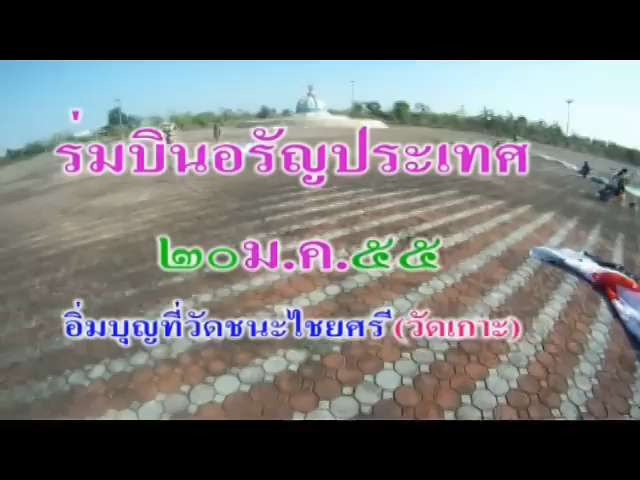 ร่มบินอรัญประเทศ
๒๐ม.ค.๕๕
อิ่มบุญที่วัดชนะไชยศรี(วัดเกาะ)